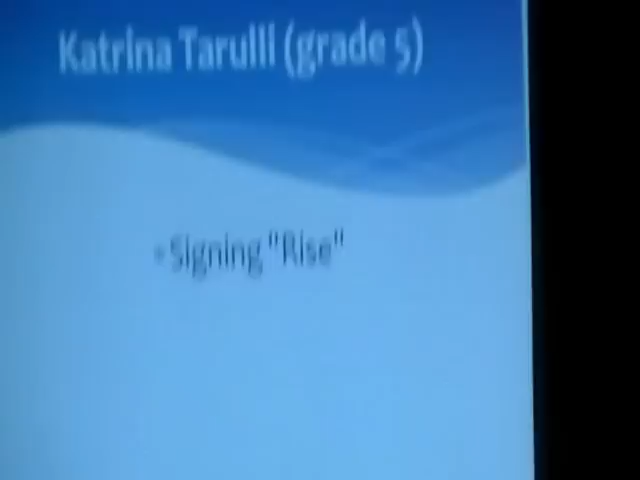 Katrina Tarulli (grade 5)
• Signing "Rise"